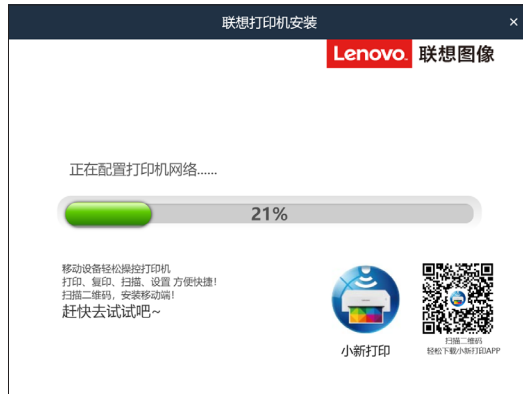 联想打印机安装
Lenovo. 联想图像
正在配置打印机网络......
21%
移动设备轻松操控打印机
打印、复印、扫描、设置 方便快捷!
扫描二维码，安装移动端!
赶快去试试吧~
小新打印
扫描二维码
轻松下载小新打印APP